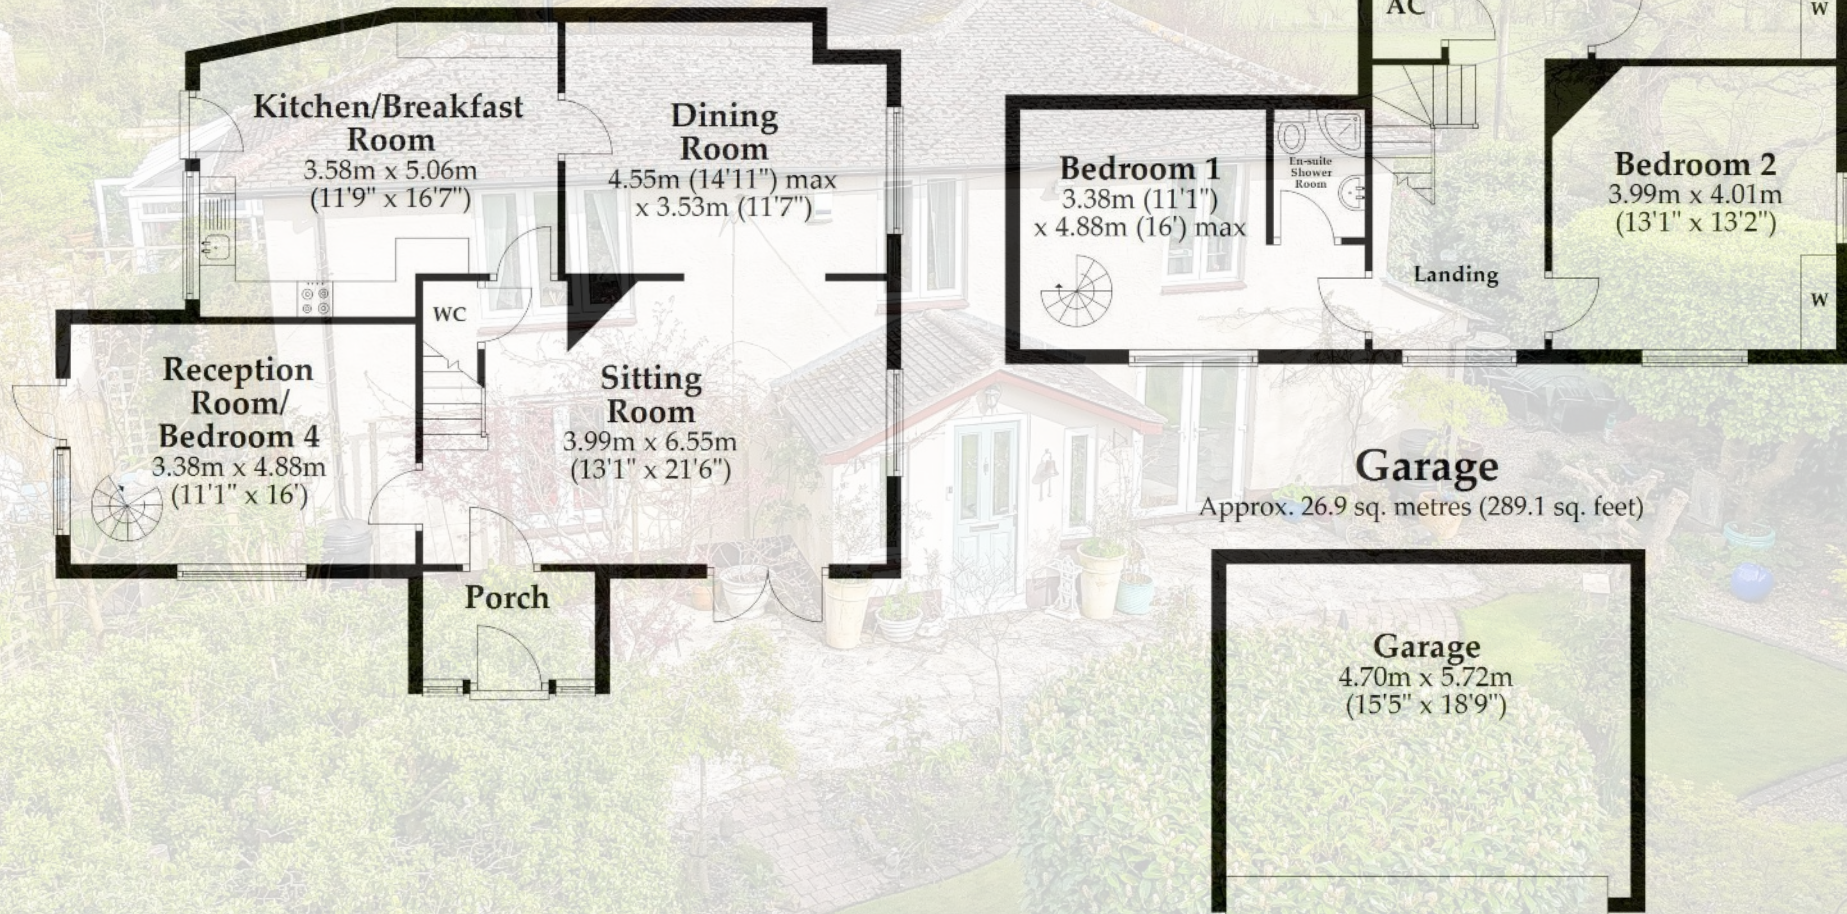 Kitchen/Breakfast
Room
3.58m x 5.06m
(11'9" x 16'7")
Dining
Room
4.55m (14'11") max
x 3.53m (11'7")
WC
Reception
Room/
Bedroom 4
3.38m x 4.88m
(11'1" x 16')
Sitting
Room
3.99m x 6.55m
(13'1" x 21'6")
Porch
AC
W
Bedroom 1
3.38m (11'1")
x 4.88m (16') max
En-suite
Shower
Room
Landing
Bedroom 2
3.99m x 4.01m
(13'1" x 13'2")
W
Garage
Approx. 26.9 sq. metres (289.1 sq. feet)
Garage
4.70m x 5.72m
(15'5" x 18'9")